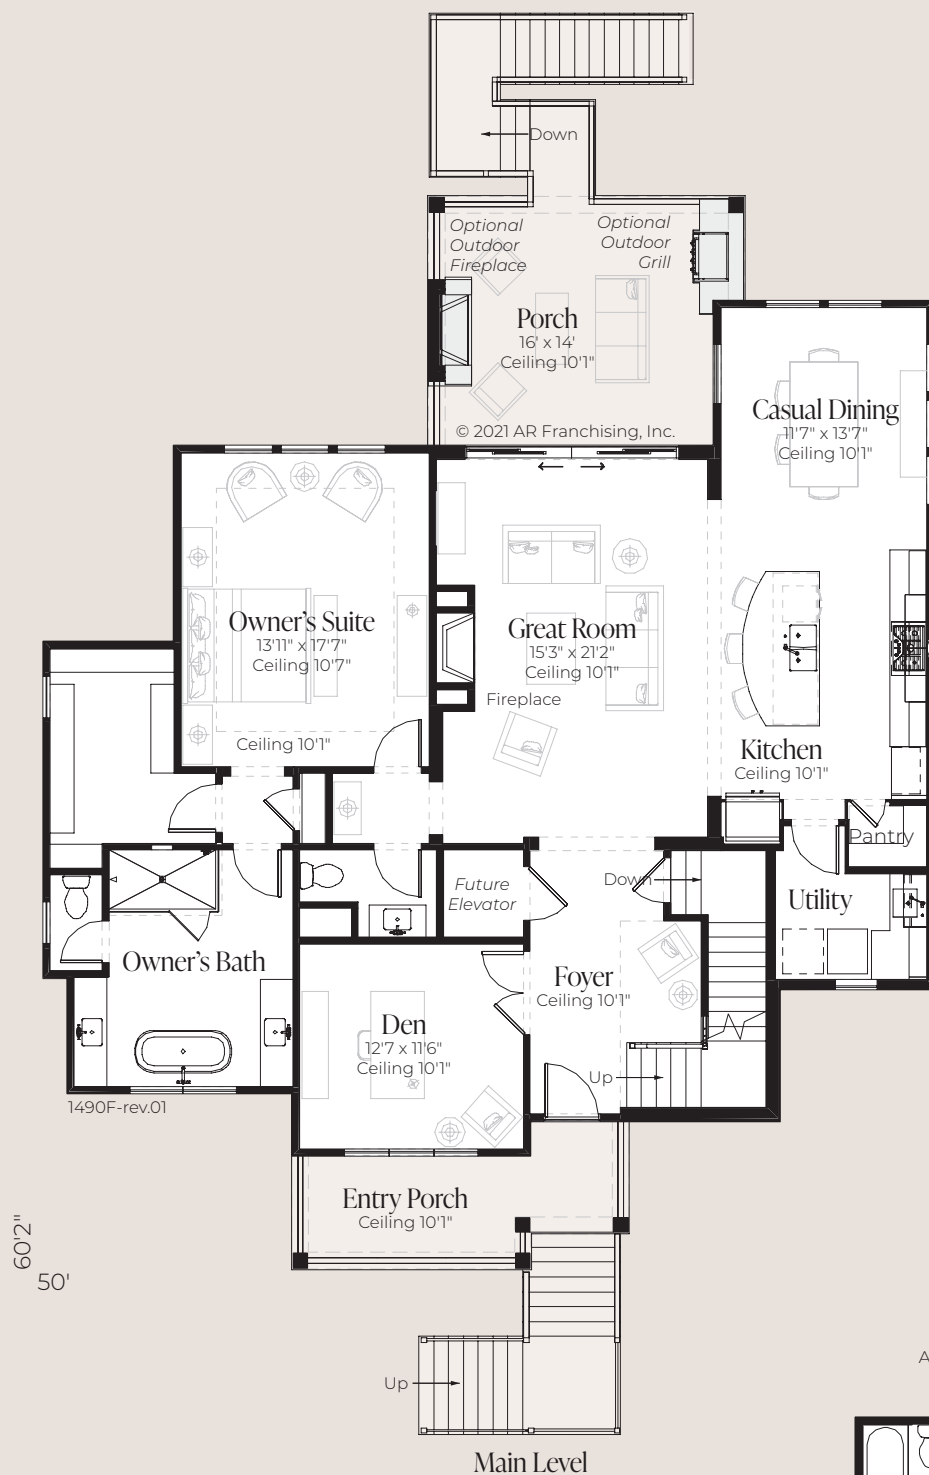 Down
Optional
Outdoor
Fireplace
Optional
Outdoor
Grill
Porch
16' x 14'
Ceiling 10'1"
© 2021 AR Franchising, Inc.
Casual Dining
11'7" x 13'7"
Ceiling 10'1"
Owner's Suite
13'11" x 17'7"
Ceiling 10'7"
Ceiling 10'1"
Great Room
15'3" x 21'2"
Ceiling 10'1"
Fireplace
Kitchen
Ceiling 10'1"
Pantry
Utility
Down
Future
Elevator
Owner's Bath
Foyer
Ceiling 10'1"
Den
12'7 x 11'6"
Ceiling 10'1"
Up
1490F-rev.01
Entry Porch
Ceiling 10'1"
60'2"
50'
Up
A
Main Level